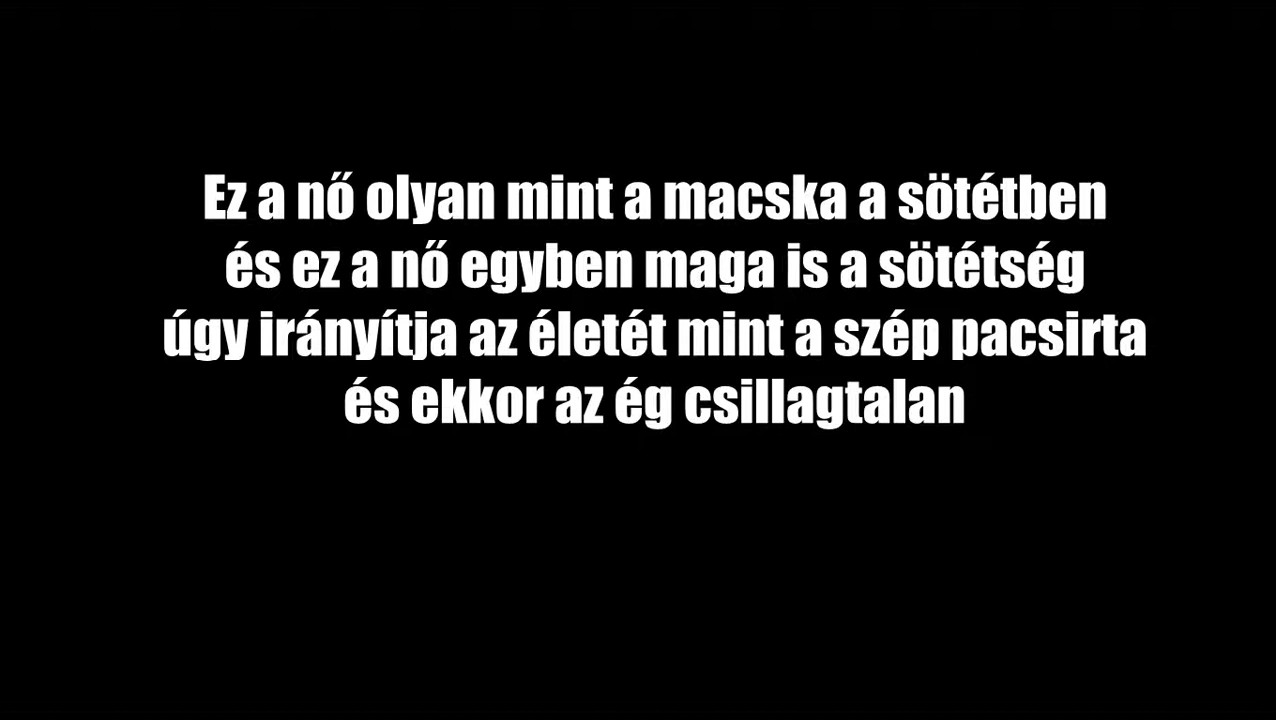 Ez a nő olyan mint a macska a sötétben
és ez a nő egyben maga is a sötétség
úgy irányítja az életét mint a szép pacsirta
és ekkor az ég csillagtalan